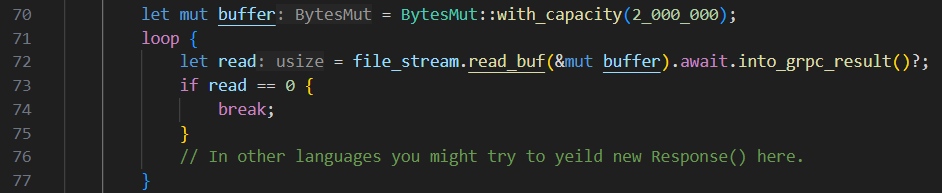 70 let mut buffer: BytesMut = BytesMut::with_capacity(2_000_000);
71 loop {
72 let read: usize = file_stream.read_buf(&mut buffer).await.into_grpc_result()?;
73 if read == 0 {
74 break;
75 }
76 // In other languages you might try to yeild new Response() here.
77 }